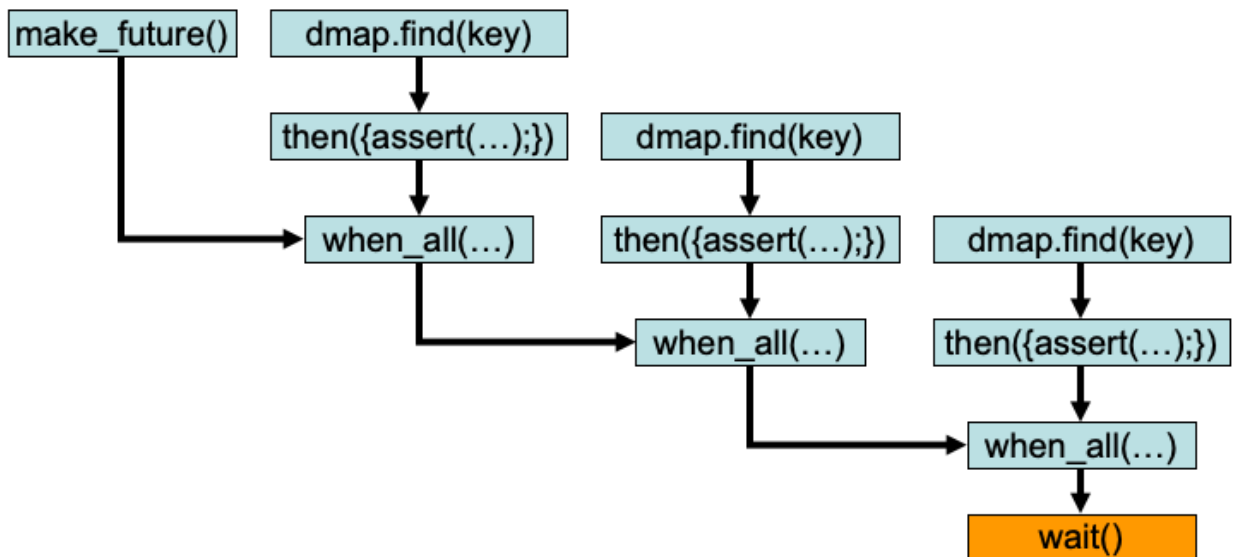 make_future()
dmap.find(key)
then({assert(…);})
dmap.find(key)
when_all(…)
then({assert(…);})
dmap.find(key)
when_all(…)
then({assert(…);})
when_all(…)
wait()